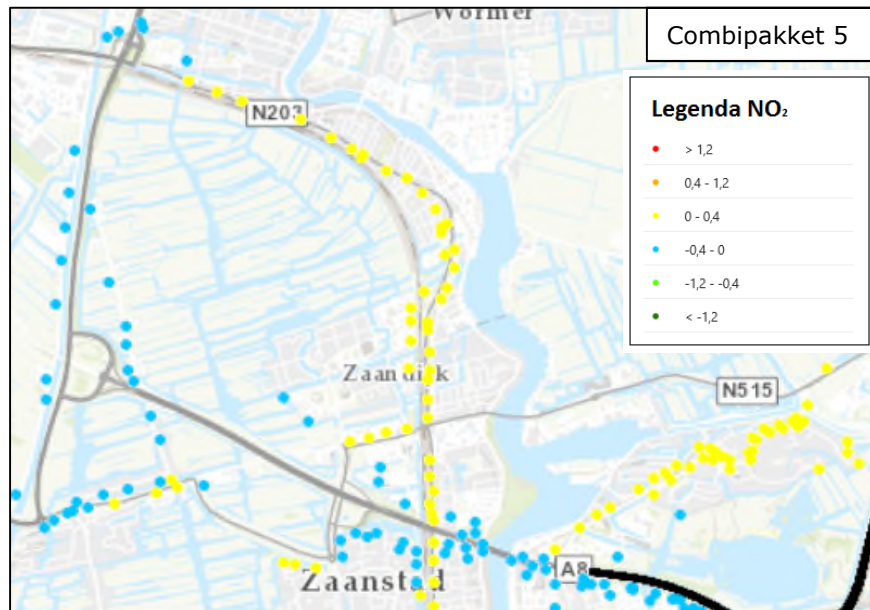 Wormer
Combipakket 5
Legenda NO₂
> 1,2
0,4 - 1,2
0 - 0,4
-0,4 - 0
-1,2 - -0,4
< -1,2
N203
Zaandijk
N515
A8
Zaanstad